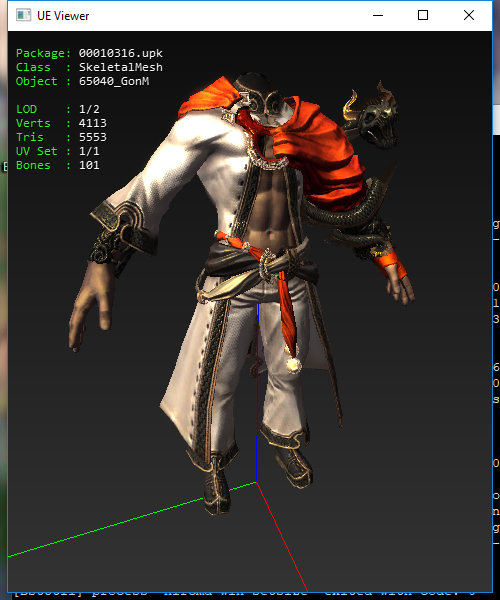 UE Viewer
Package: 00010316.upk
Class : SkeletalMesh
Object : 65040_GonM
LOD : 1/2
Verts : 4113
Tris : 5553
UV Set : 1/1
Bones : 101